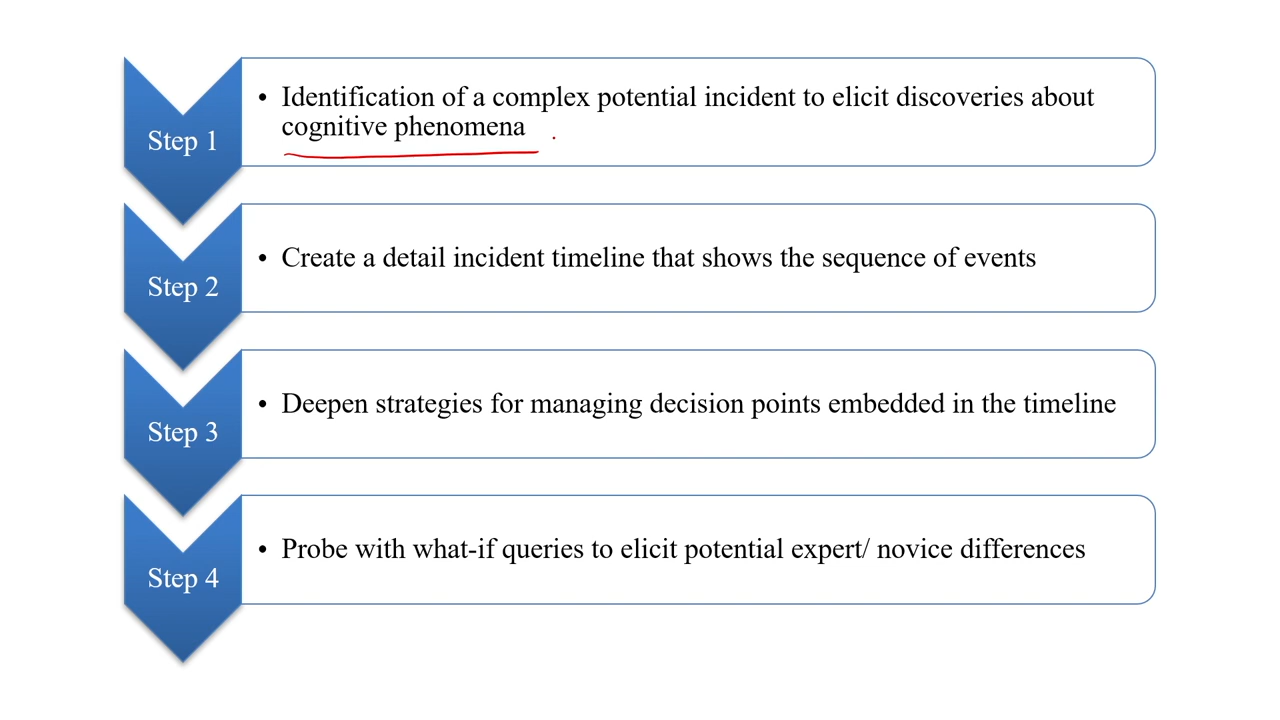 Step 1
• Identification of a complex potential incident to elicit discoveries about
cognitive phenomena
Step 2
• Create a detail incident timeline that shows the sequence of events
Step 3
• Deepen strategies for managing decision points embedded in the timeline
Step 4
• Probe with what-if queries to elicit potential expert/ novice differences